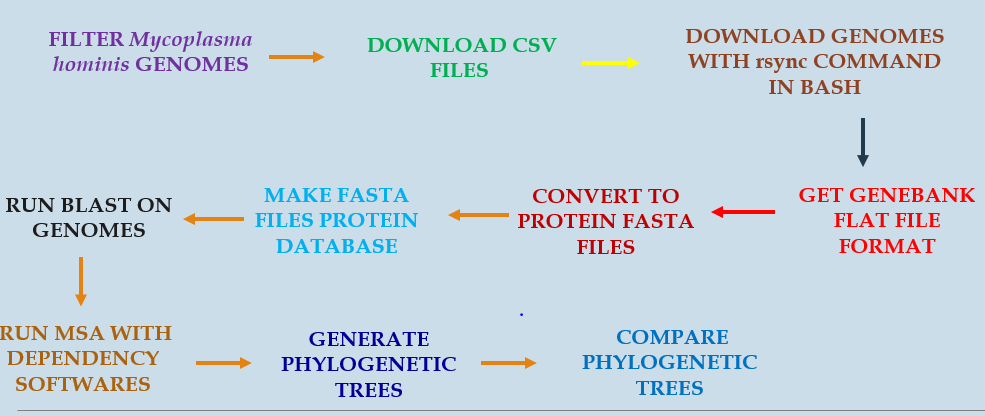 FILTER Mycoplasma
hominis GENOMES
DOWNLOAD CSV
FILES
DOWNLOAD GENOMES
WITH rsync COMMAND
IN BASH
GET GENEBANK
FLAT FILE
FORMAT
CONVERT TO
PROTEIN FASTA
FILES
MAKE FASTA
FILES PROTEIN
DATABASE
RUN BLAST ON
GENOMES
RUN MSA WITH
DEPENDENCY
SOFTWARES
GENERATE
PHYLOGENETIC
TREES
COMPARE
PHYLOGENETIC
TREES